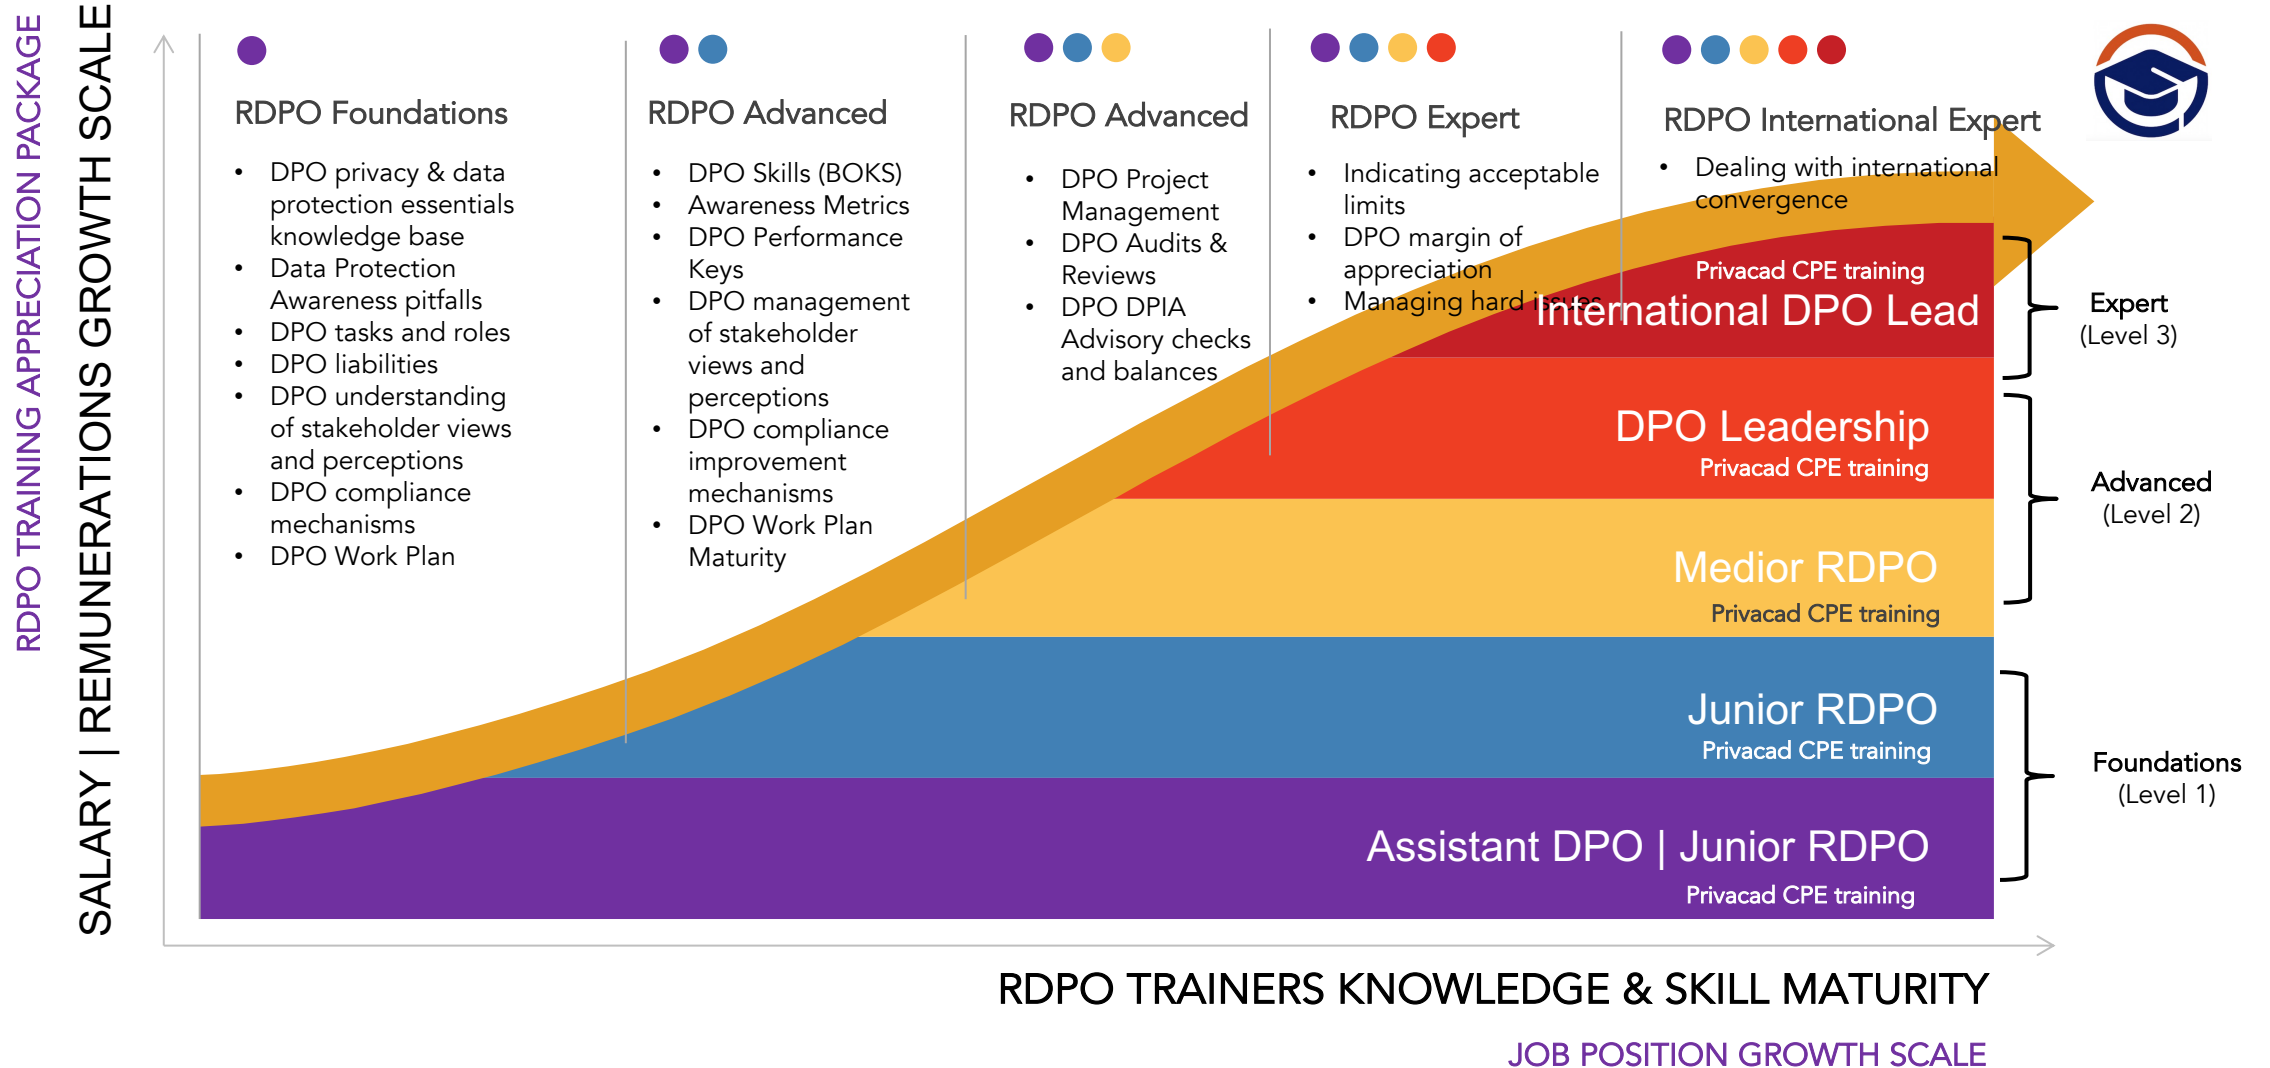 RDPO TRAINING APPRECIATION PACKAGE
SALARY | REMUNERATIONS GROWTH SCALE
RDPO Foundations
• DPO privacy & data
protection essentials
knowledge base
• Data Protection
Awareness pitfalls
• DPO tasks and roles
• DPO liabilities
• DPO understanding
of stakeholder views
and perceptions
• DPO compliance
mechanisms
• DPO Work Plan
RDPO Advanced
• DPO Skills (BOKS)
• Awareness Metrics
• DPO Performance
Keys
• DPO management
of stakeholder
views and
perceptions
• DPO compliance
improvement
mechanisms
• DPO Work Plan
Maturity
RDPO Advanced
• DPO Project
Management
• DPO Audits &
Reviews
• DPO DPIA
Advisory checks
and balances
RDPO Expert
• Indicating acceptable
limits
• DPO margin of
appreciation
• Managing hard issues
RDPO International Expert
• Dealing with international
convergence
Privacad CPE training
International DPO Lead
DPO Leadership
Privacad CPE training
Medior RDPO
Privacad CPE training
Junior RDPO
Privacad CPE training
Assistant DPO | Junior RDPO
Privacad CPE training
Expert
(Level 3)
Advanced
(Level 2)
Foundations
(Level 1)
RDPO TRAINERS KNOWLEDGE & SKILL MATURITY
JOB POSITION GROWTH SCALE